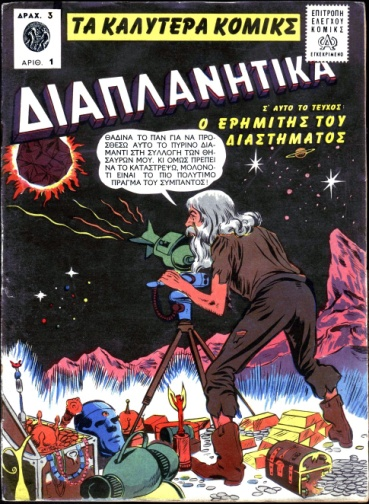 ΔΡΑΧ. 3
ΑΡΙΘ. 1
ΤΑ ΚΑΛΥΤΕΡΑ ΚΟΜΙΚΣ
ΕΠΙΤΡΟΠΗ
ΕΛΕΓΧΟΥ
ΚΟΜΙΚΣ
ΕΓΚΕΚΡΙΜΕΝΟ
ΔΙΑΠΛΑΝΗΤΙΚΑ
Σ' ΑΥΤΟ ΤΟ ΤΕΥΧΟΣ:
Ο ΕΡΗΜΙΤΗΣ ΤΟΥ
ΔΙΑΣΤΗΜΑΤΟΣ
ΘΑΔΙΝΑ ΤΟ ΠΑΝ ΓΙΑ ΝΑ ΠΡΟ-
ΣΘΕΣΩ ΑΥΤΟ ΤΟ ΠΥΡΙΝΟ ΔΙΑ-
ΜΑΝΤΙ ΣΤΗ ΣΥΛΛΟΓΗ ΤΩΝ ΘΗ-
ΣΑΥΡΩΝ ΜΟΥ. ΚΙ ΟΜΩΣ ΠΡΕΠΕΙ
ΝΑ ΤΟ ΚΑΤΑΣΤΡΕΨΩ, ΜΟΛΟΝΟ-
ΤΙ ΕΙΝΑΙ ΤΟ ΠΙΟ ΠΟΛΥΤΙΜΟ
ΠΡΑΓΜΑ ΤΟΥ ΣΥΜΠΑΝΤΟΣ!